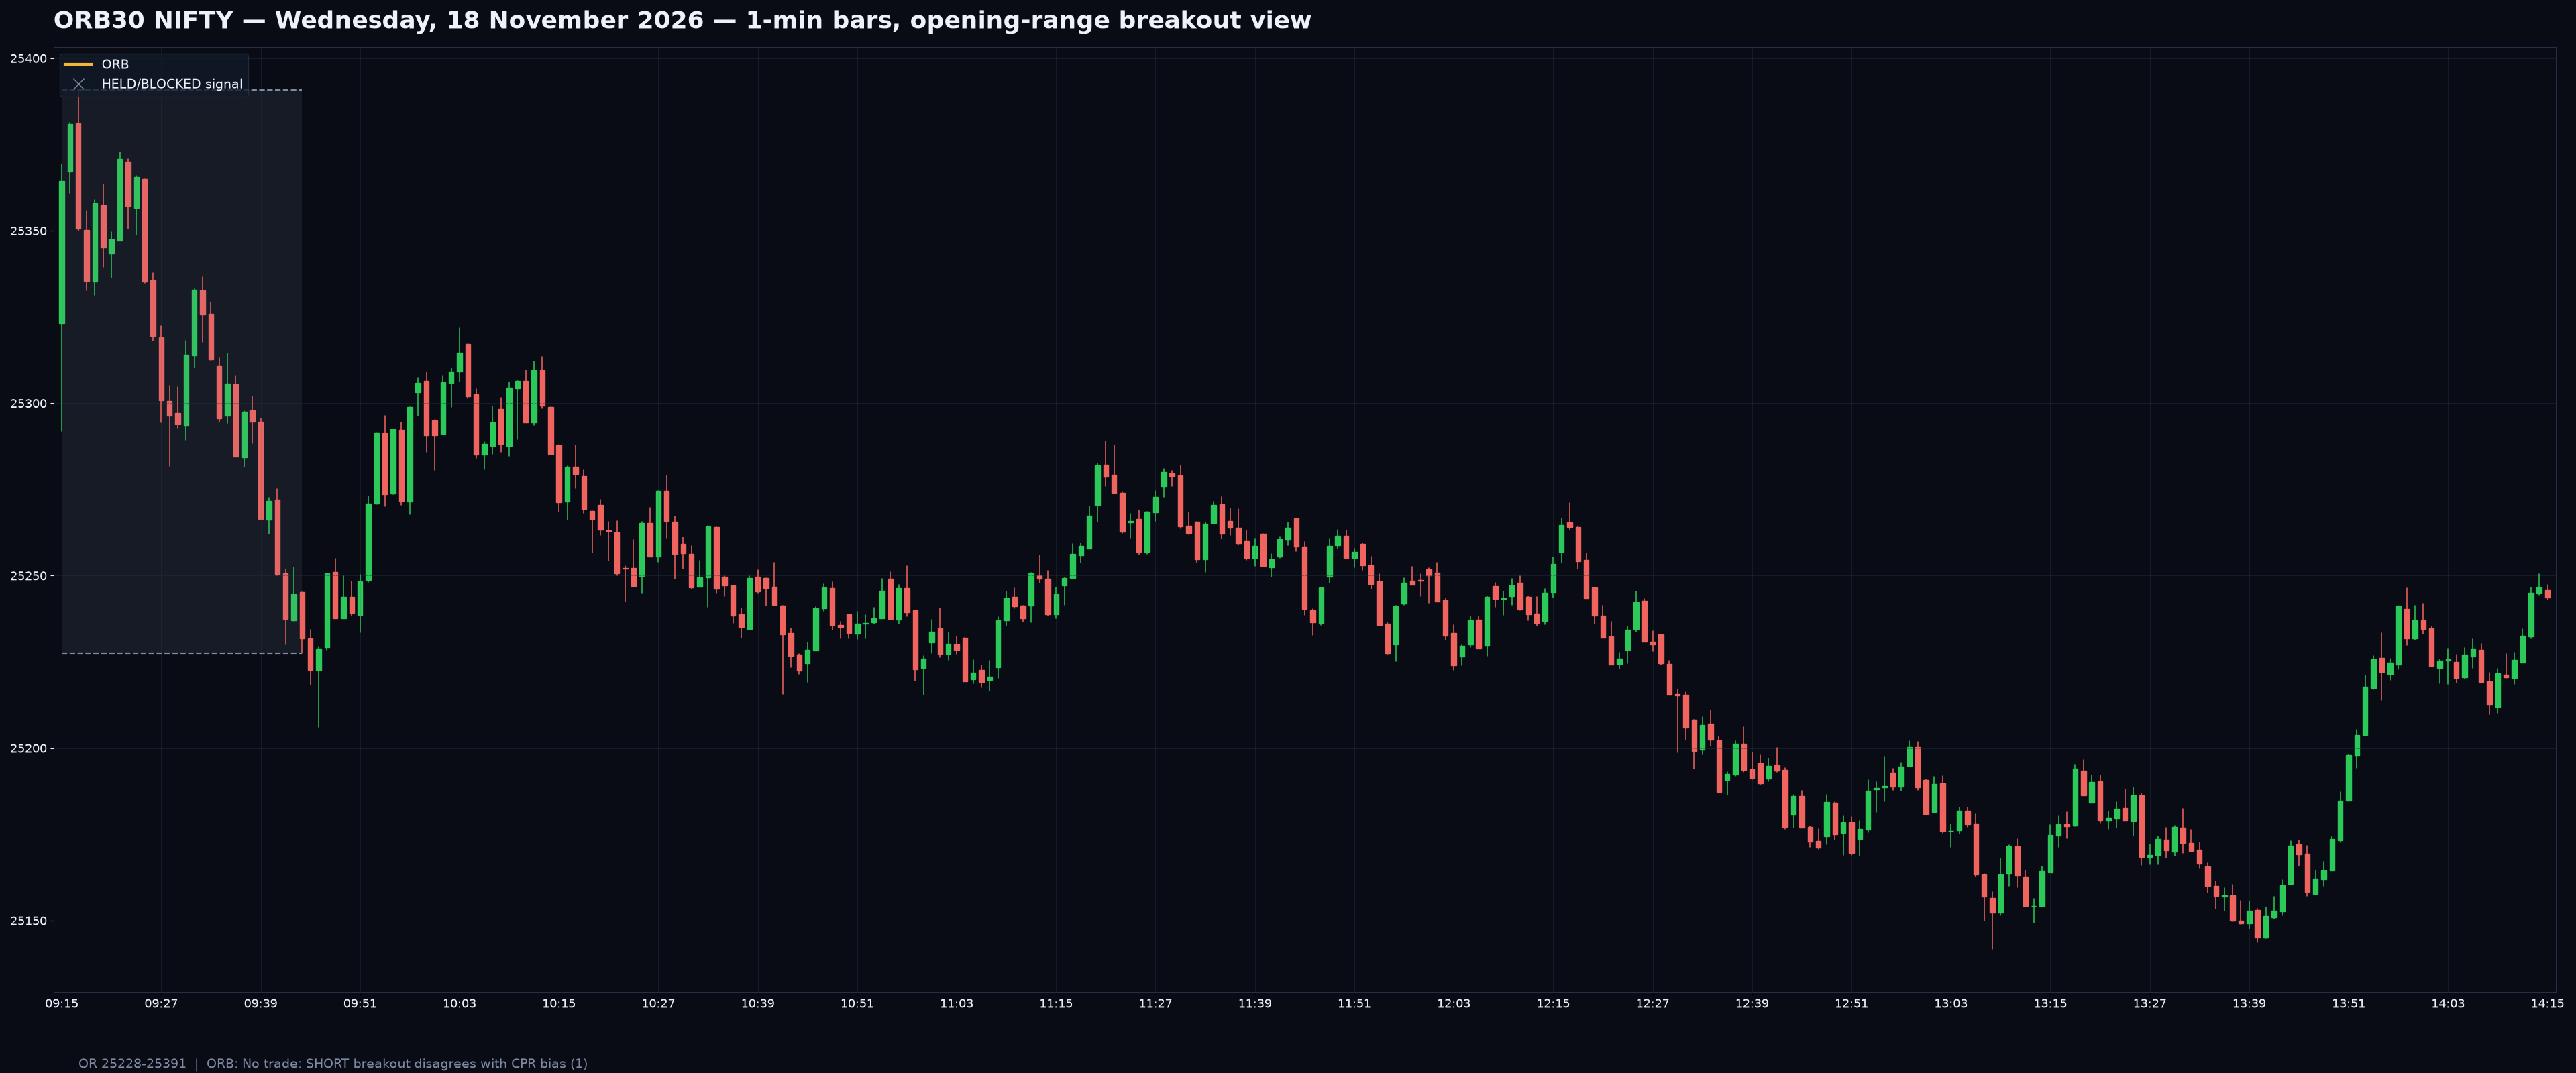 ORB30 NIFTY — Wednesday, 18 November 2026 — 1-min bars, opening-range breakout view
ORB
HELD/BLOCKED signal
25400
25350
25300
25250
25200
25150
09:15 09:27 09:39 09:51 10:03 10:15 10:27 10:39 10:51 11:03 11:15 11:27 11:39 11:51 12:03 12:15 12:27 12:39 12:51 13:03 13:15 13:27 13:39 13:51 14:03 14:15
OR 25228-25391 | ORB: No trade: SHORT breakout disagrees with CPR bias (1)